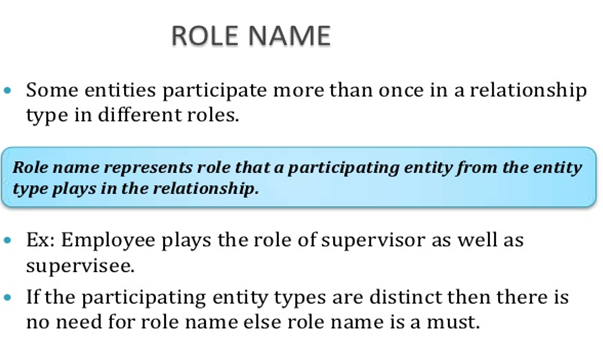 ROLE NAME
• Some entities participate more than once in a relationship
type in different roles.
Role name represents role that a participating entity from the entity
type plays in the relationship.
• Ex: Employee plays the role of supervisor as well as
supervisee.
• If the participating entity types are distinct then there is
no need for role name else role name is a must.